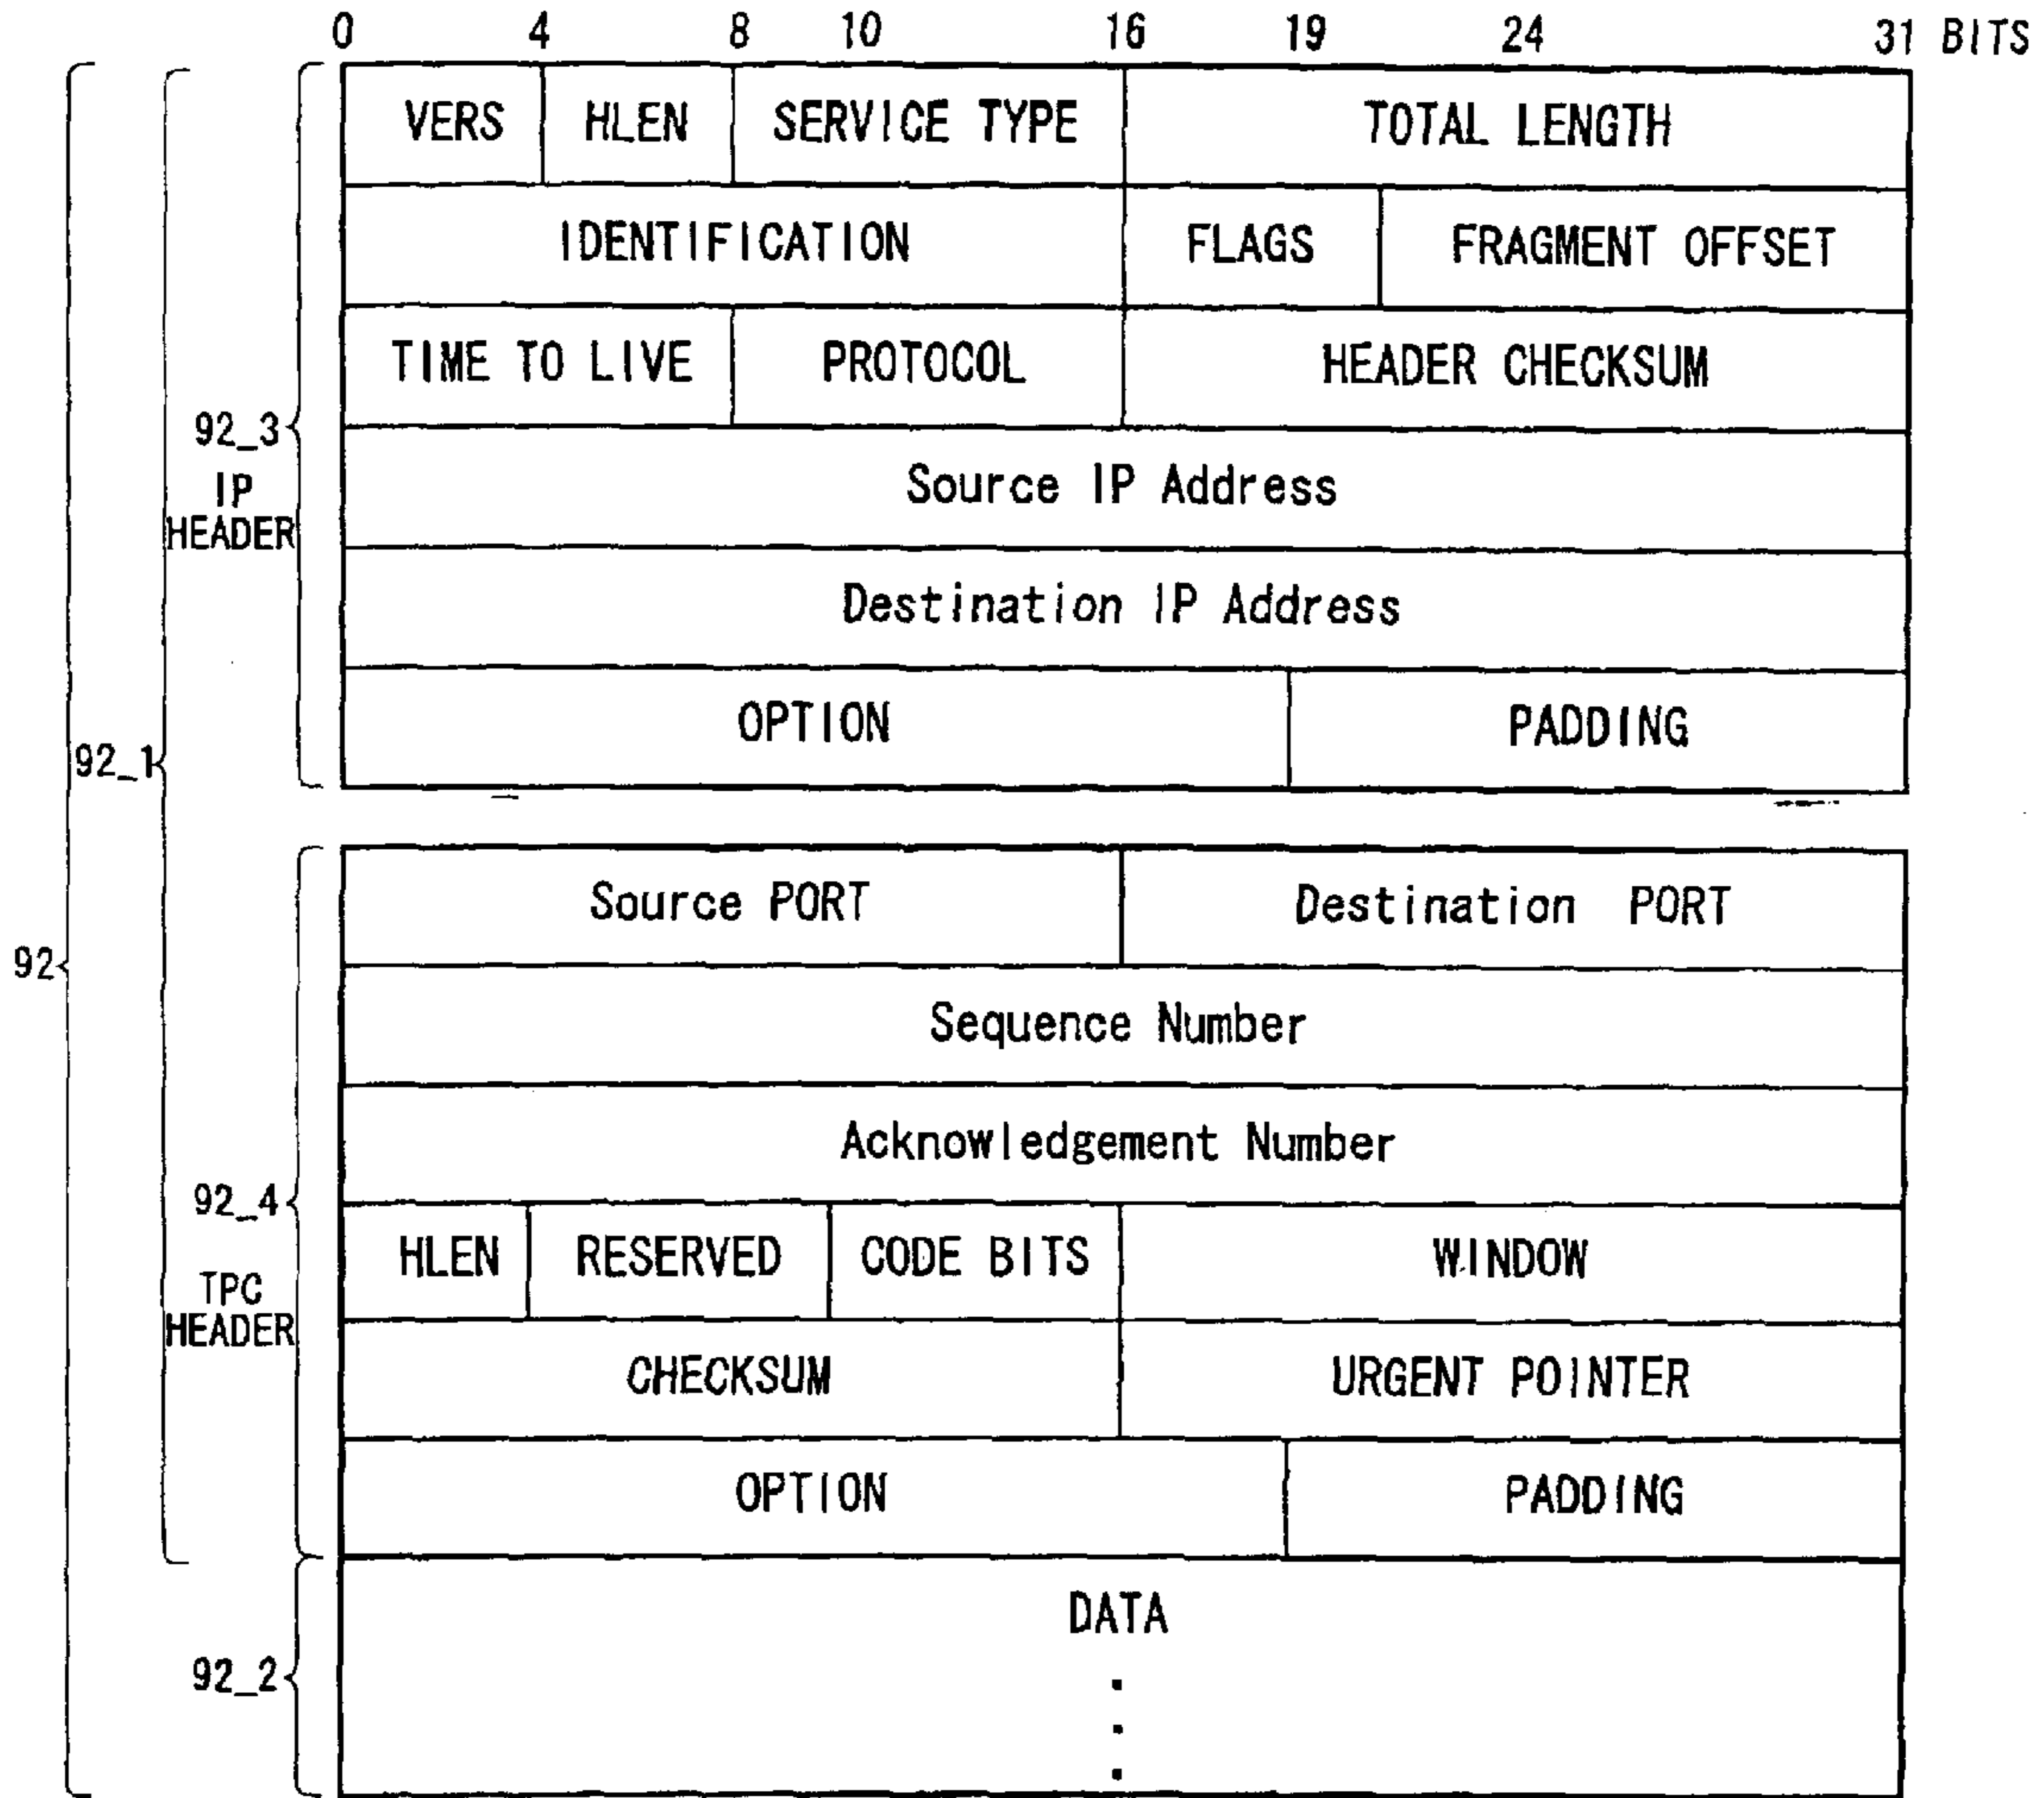 0 4 8 10 16 19 24 31 BITS
VERS HLEN SERVICE TYPE TOTAL LENGTH
IDENTIFICATION FLAGS FRAGMENT OFFSET
TIME TO LIVE PROTOCOL HEADER CHECKSUM
92_3
IP
HEADER
Source IP Address
Destination IP Address
OPTION PADDING
92_1
Source PORT Destination PORT
92
Sequence Number
Acknowledgement Number
92_4
HLEN RESERVED CODE BITS WINDOW
TPC
HEADER
CHECKSUM URGENT POINTER
OPTION PADDING
DATA
92_2